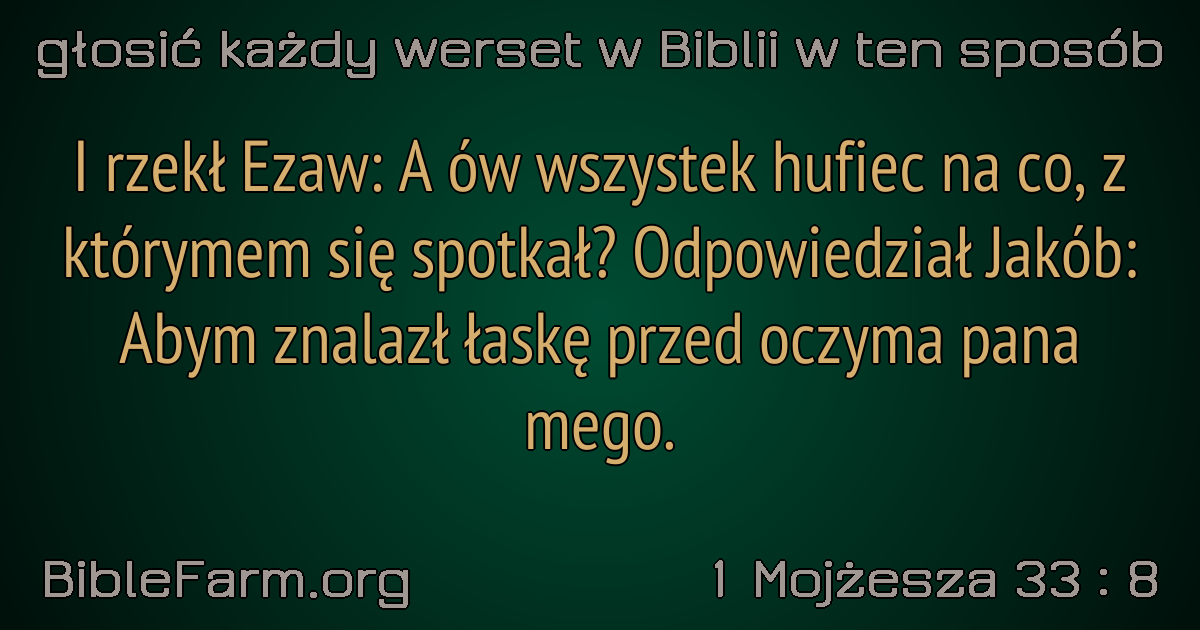 głosić każdy werset w Biblii w ten sposób
I rzekł Ezaw: A ów wszystek hufiec na co, z
którymem się spotkał? Odpowiedział Jakób:
Abym znalazł łaskę przed oczyma pana
mego.
BibleFarm.org
1 Mojżesza 33 : 8